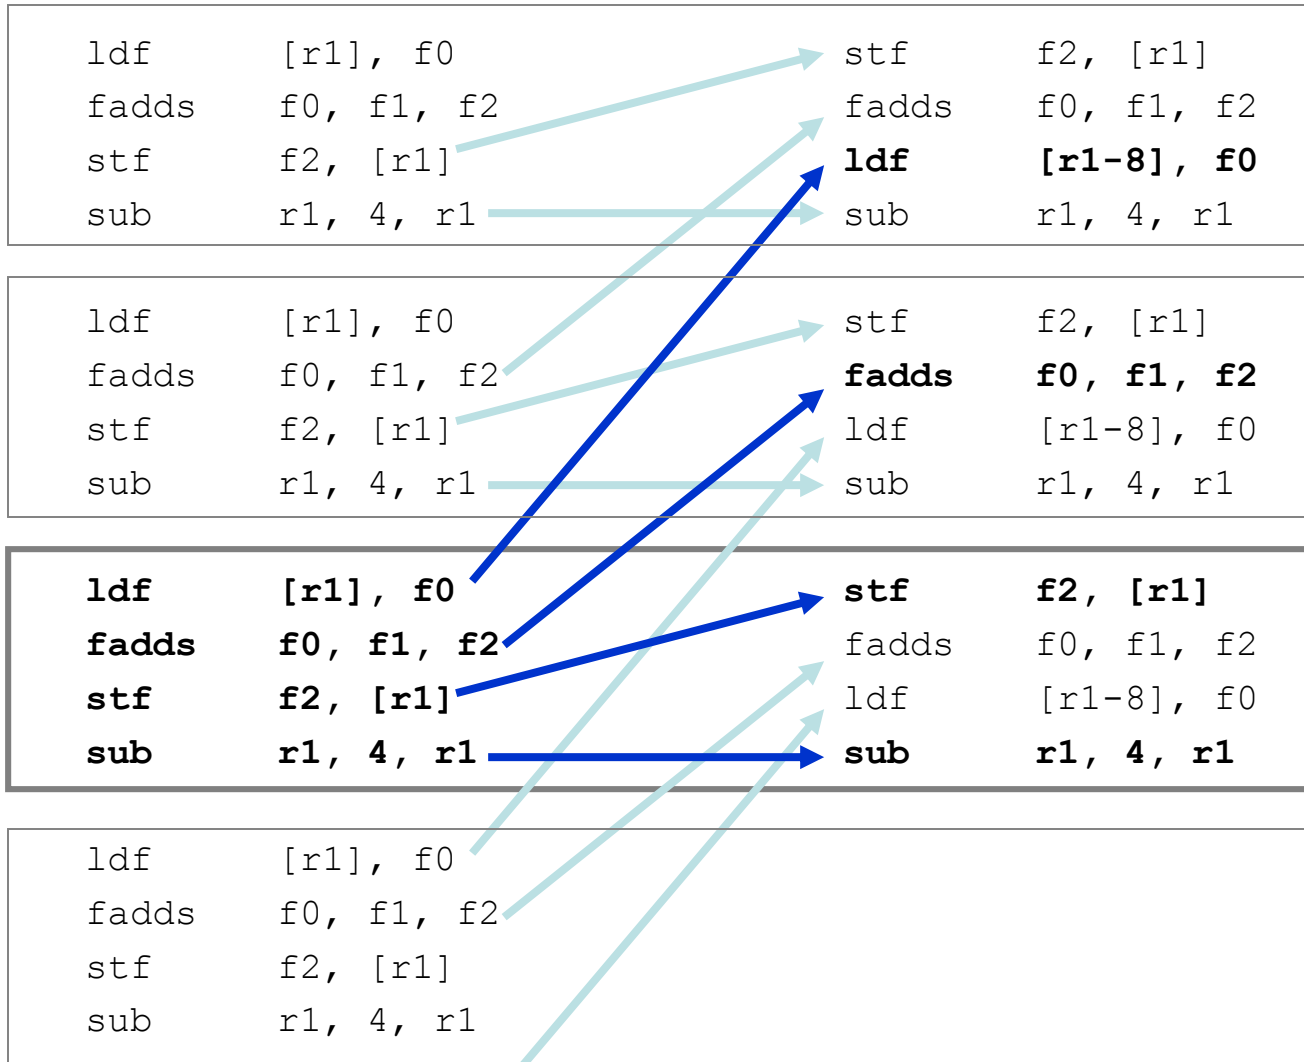 ldf [r1], f0 stf f2, [r1]
fadds f0, f1, f2 fadds f0, f1, f2
stf f2, [r1] ldf [r1-8], f0
sub r1, 4, r1 sub r1, 4, r1
ldf [r1], f0 stf f2, [r1]
fadds f0, f1, f2 fadds f0, f1, f2
stf f2, [r1] ldf [r1-8], f0
sub r1, 4, r1 sub r1, 4, r1
ldf [r1], f0 stf f2, [r1]
fadds f0, f1, f2 fadds f0, f1, f2
stf f2, [r1] ldf [r1-8], f0
sub r1, 4, r1 sub r1, 4, r1
ldf [r1], f0
fadds f0, f1, f2
stf f2, [r1]
sub r1, 4, r1